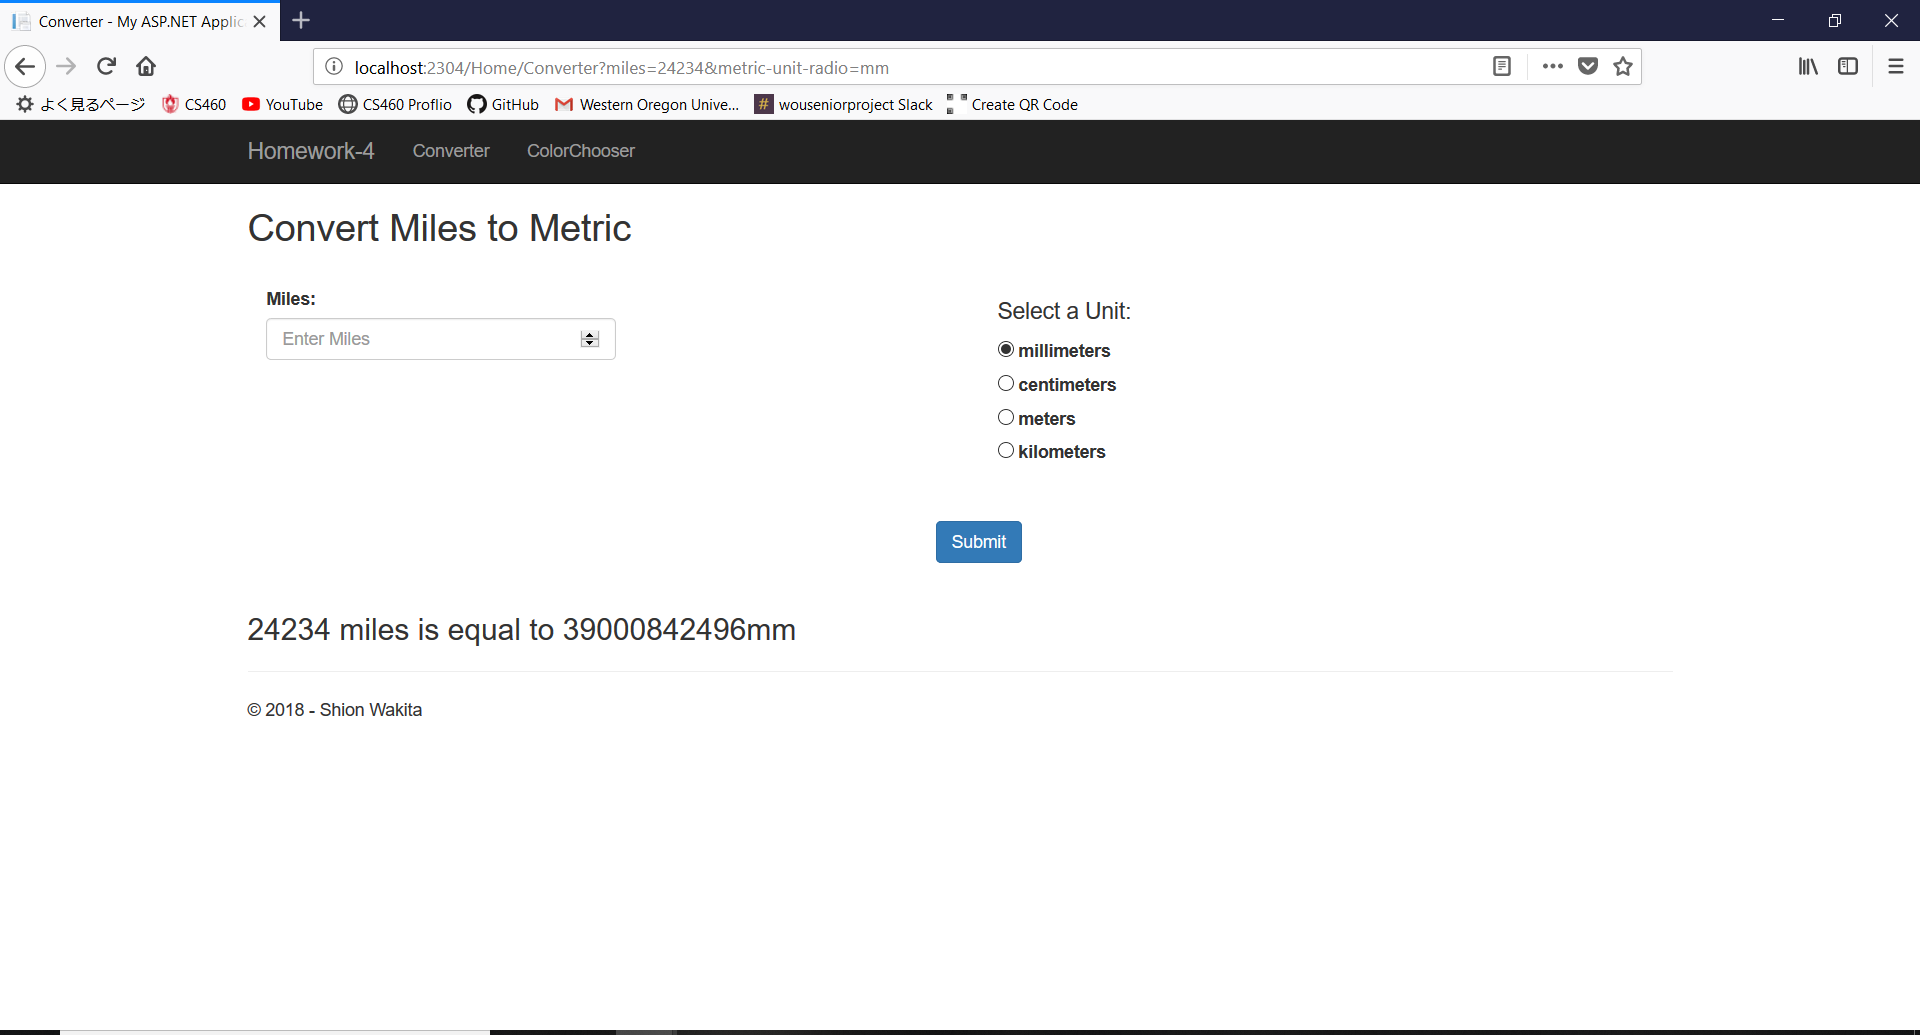 Converter - My ASP.NET Applic
localhost:2304/Home/Converter?miles=24234&metric-unit-radio=mm
よく見るページ CS460 YouTube CS460 Proflio GitHub Western Oregon Unive... # wouseniorproject Slack Create QR Code
Homework-4 Converter ColorChooser
Convert Miles to Metric
Miles:
Enter Miles
Select a Unit:
millimeters
centimeters
meters
kilometers
Submit
24234 miles is equal to 39000842496mm
© 2018 - Shion Wakita